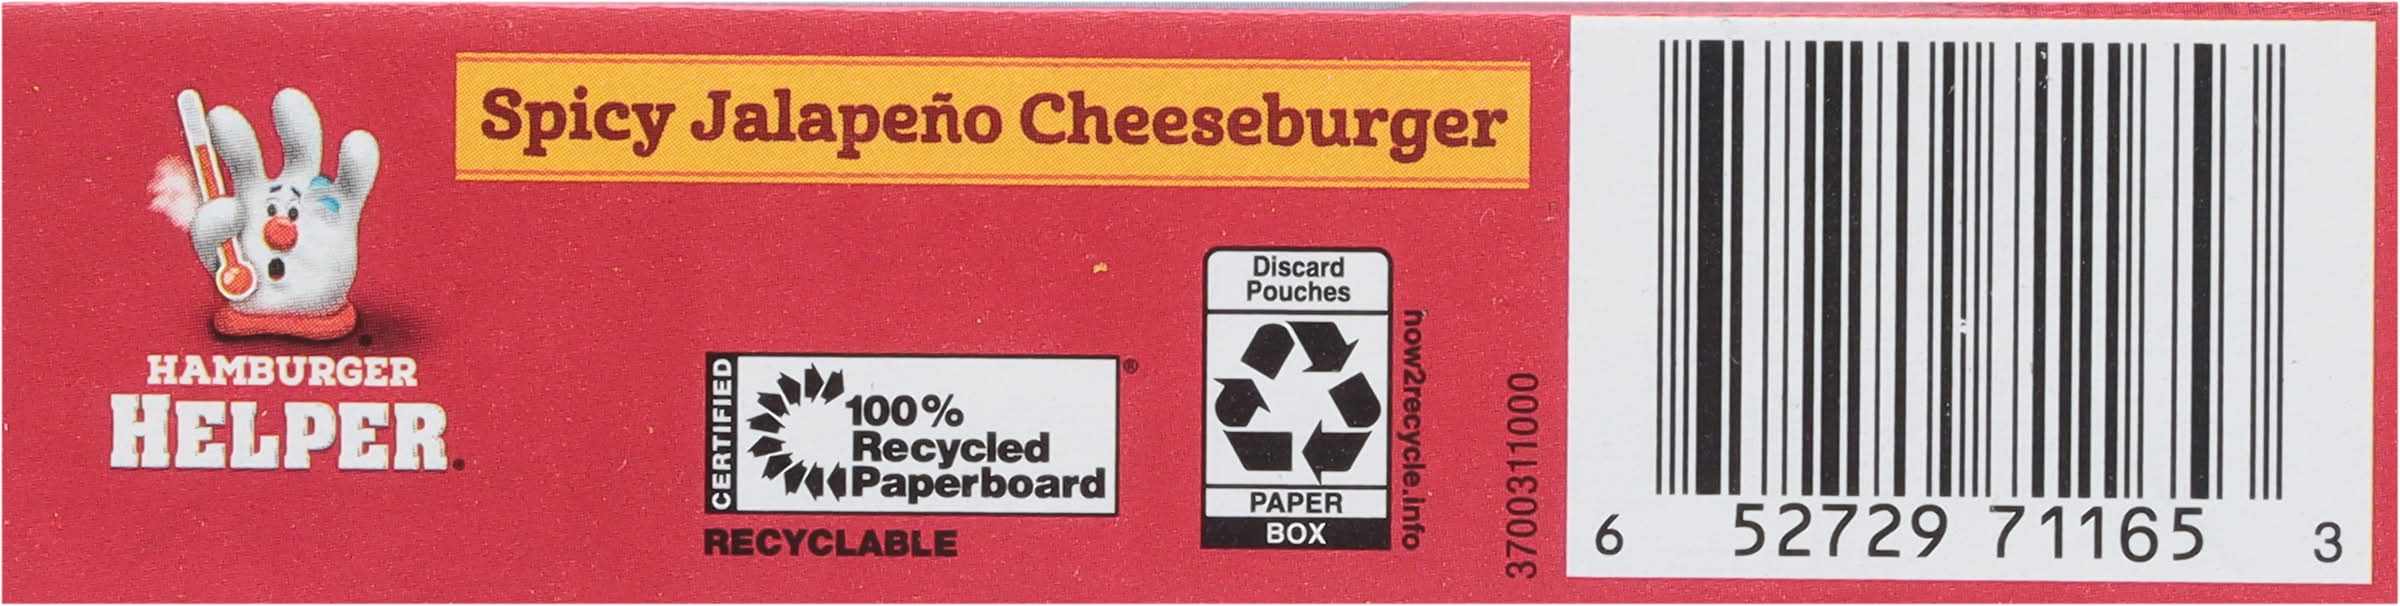 Spicy Jalapeño Cheeseburger
HAMBURGER
HELPER
CERTIFIED
100%
Recycled
Paperboard
®
RECYCLABLE
Discard
Pouches
PAPER
BOX
how2recycle.info
3700311000
6 52729 71165 3